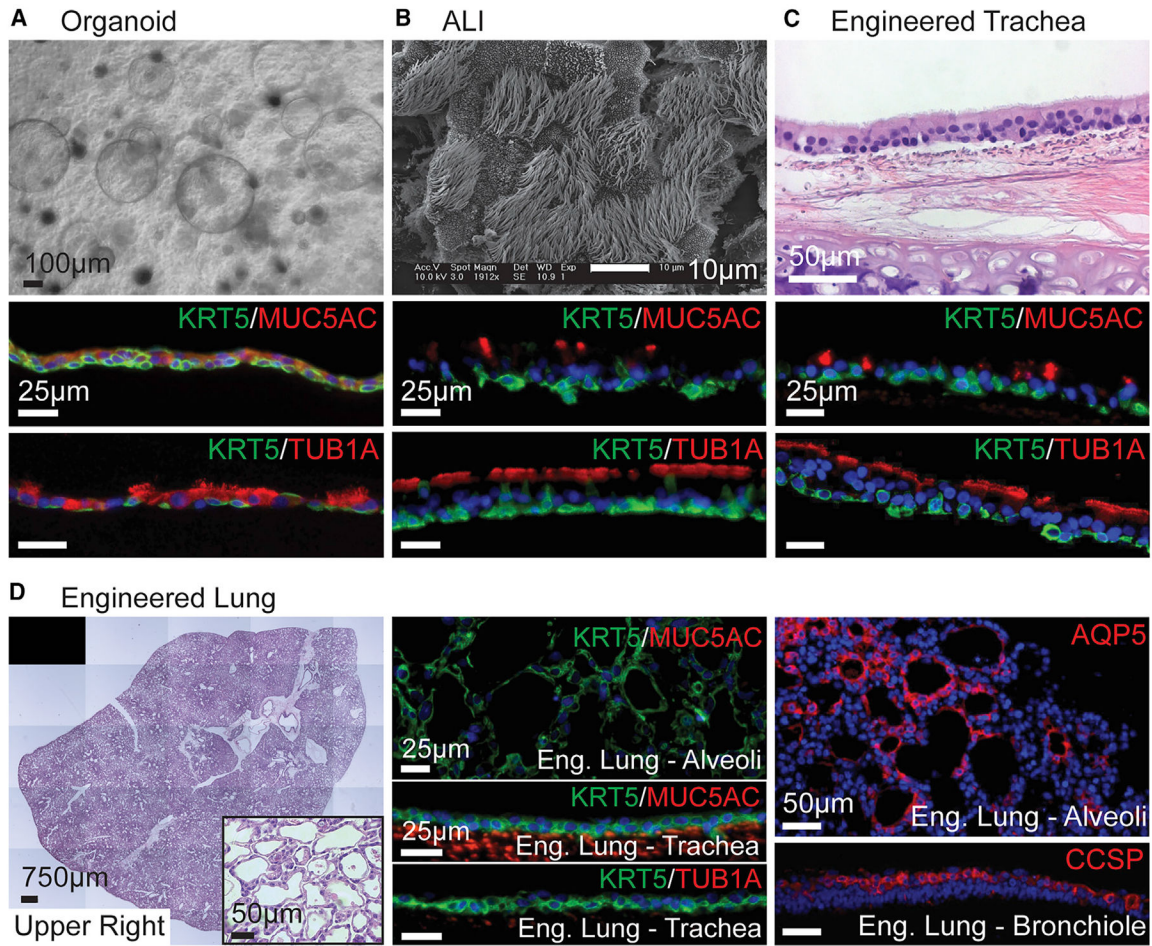 A Organoid
100µm
KRT5/MUC5AC
25µm
KRT5/TUB1A
B ALI
Acc.V Spot Magn Det WD Exp
10.0 kV 3.0 1912x SE 10.9 1
10 µm
10µm
KRT5/MUC5AC
25µm
KRT5/TUB1A
C Engineered Trachea
50µm
KRT5/MUC5AC
25µm
KRT5/TUB1A
D Engineered Lung
750µm
Upper Right
50µm
KRT5/MUC5AC
25µm
Eng. Lung - Alveoli
KRT5/MUC5AC
25µm
Eng. Lung - Trachea
KRT5/TUB1A
Eng. Lung - Trachea
AQP5
50µm
Eng. Lung - Alveoli
CCSP
Eng. Lung - Bronchiole